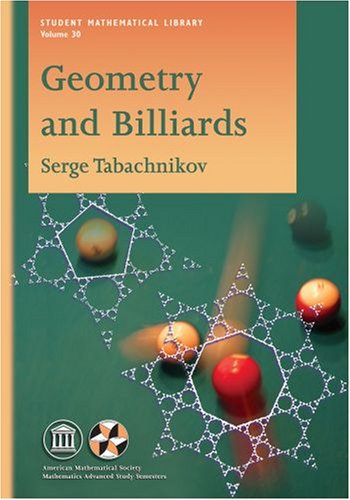 STUDENT MATHEMATICAL LIBRARY
Volume 30
Geometry
and Billiards
Serge Tabachnikov
American Mathematical Society
Mathematics Advanced Study Semesters